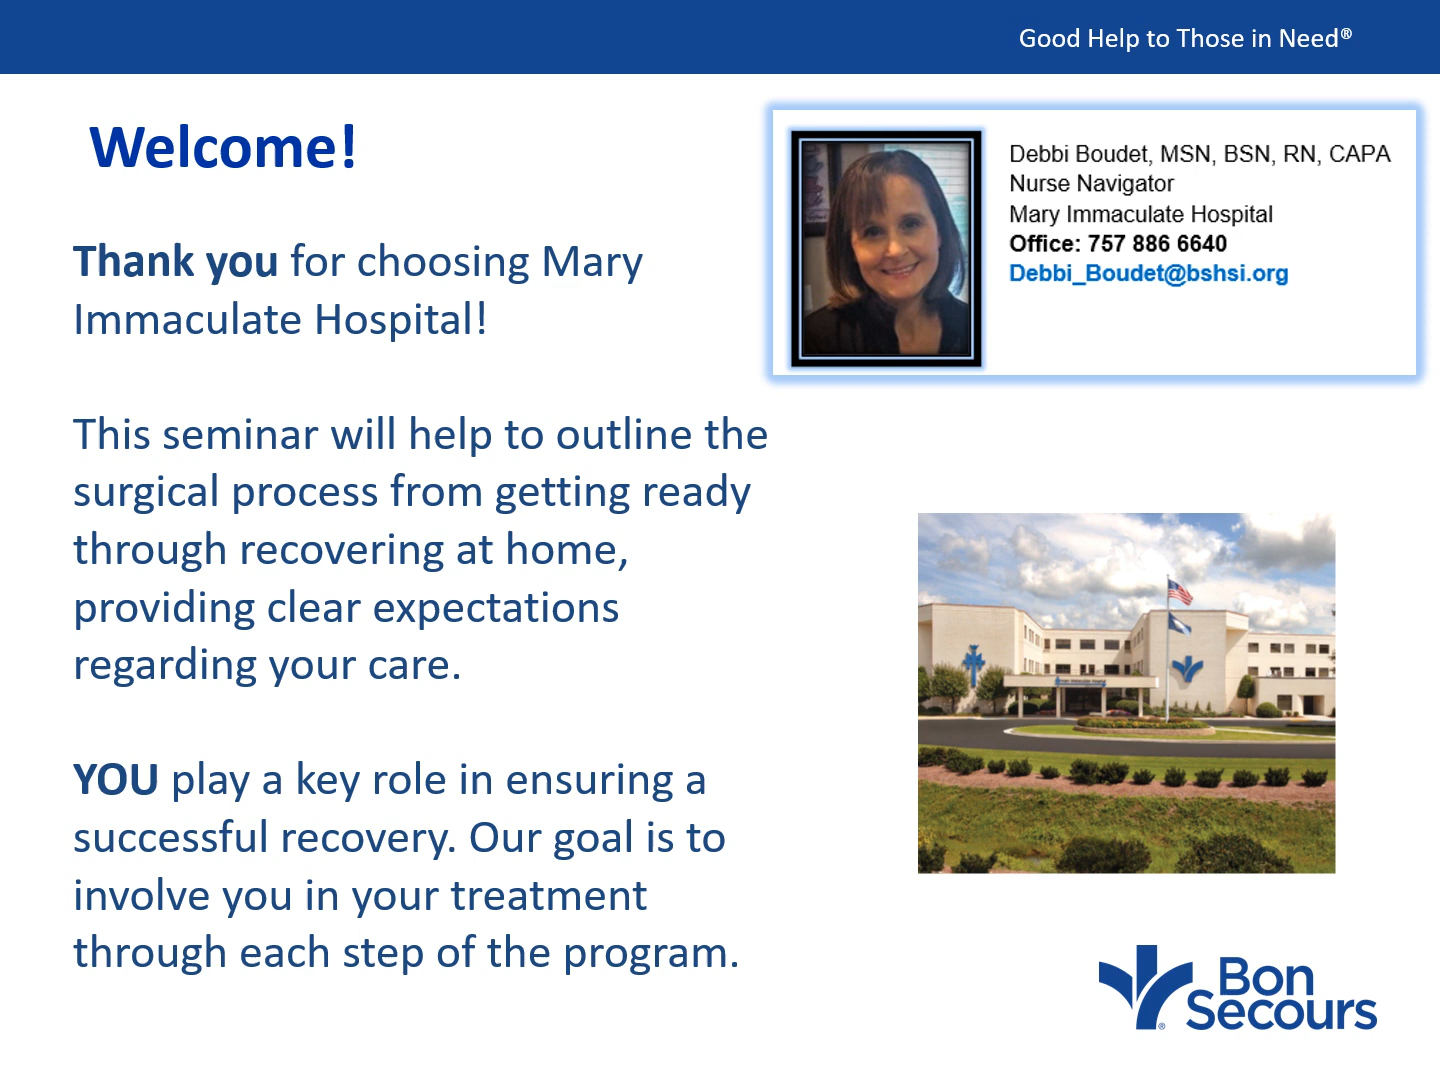 Good Help to Those in Need®
Welcome!
Debbi Boudet, MSN, BSN, RN, CAPA
Nurse Navigator
Mary Immaculate Hospital
Office: 757 886 6640
Debbi_Boudet@bshsi.org
Thank you for choosing Mary
Immaculate Hospital!
This seminar will help to outline the
surgical process from getting ready
through recovering at home,
providing clear expectations
regarding your care.
YOU play a key role in ensuring a
successful recovery. Our goal is to
involve you in your treatment
through each step of the program.
Bon
Secours
®